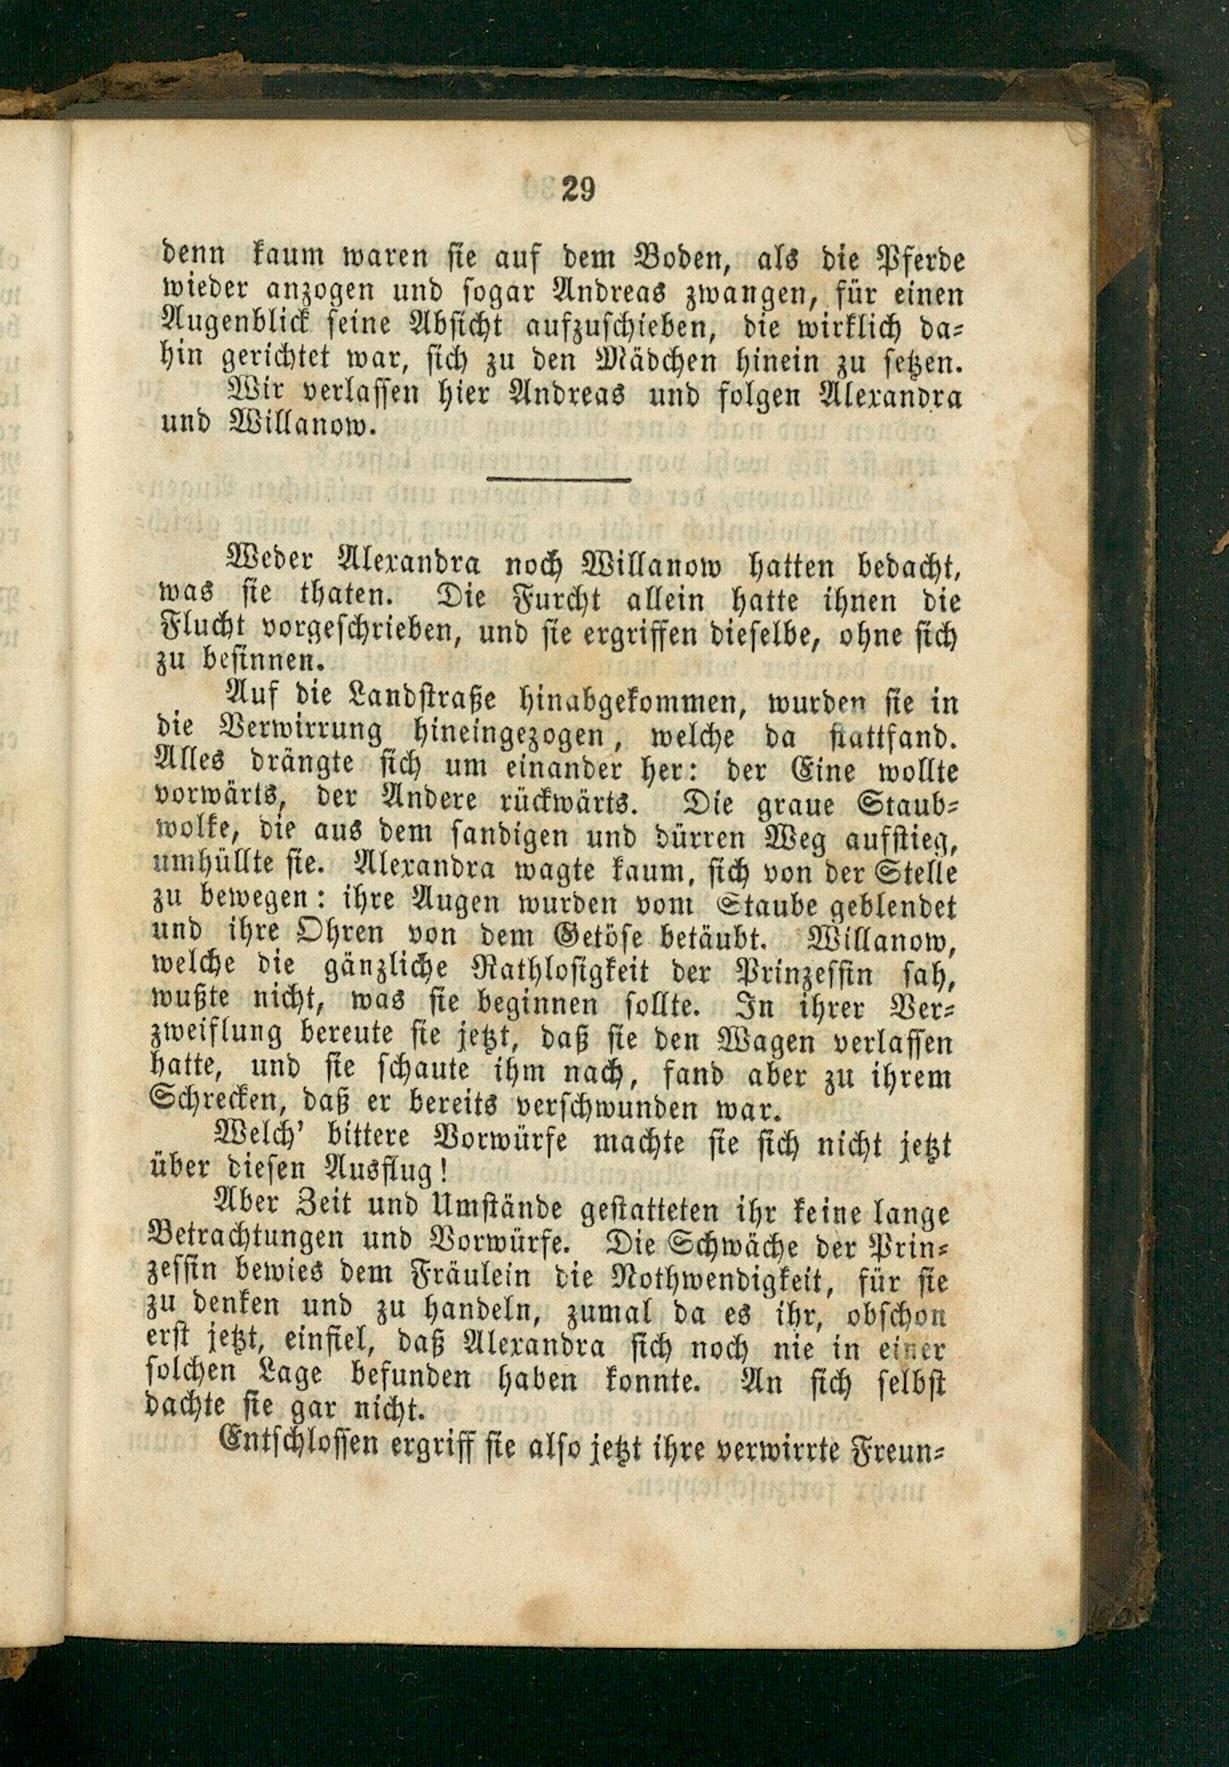 29
denn kaum waren sie auf dem Boden, als die Pferde
wieder anzogen und sogar Andreas zwangen, für einen
Augenblick seine Absicht aufzuschieben, die wirklich da=
hin gerichtet war, sich zu den Mädchen hinein zu setzen.
Wir verlassen hier Andreas und folgen Alexandra
und Willanow.
Weder Alexandra noch Willanow hatten bedacht,
was sie thaten. Die Furcht allein hatte ihnen die
Flucht vorgeschrieben, und sie ergriffen dieselbe, ohne sich
zu besinnen.
Auf die Landstraße hinabgekommen, wurden sie in
die Verwirrung hineingezogen, welche da stattfand.
Alles drängte sich um einander her: der Eine wollte
vorwärts, der Andere rückwärts. Die graue Staub=
wolke, die aus dem sandigen und dürren Weg aufstieg,
umhüllte sie. Alexandra wagte kaum, sich von der Stelle
zu bewegen: ihre Augen wurden vom Staube geblendet
und ihre Ohren von dem Getöse betäubt. Willanow,
welche die gänzliche Rathlosigkeit der Prinzessin sah,
wußte nicht, was sie beginnen sollte. In ihrer Ver=
zweiflung bereute sie jetzt, daß sie den Wagen verlassen
hatte, und sie schaute ihm nach, fand aber zu ihrem
Schrecken, daß er bereits verschwunden war.
Welch' bittere Vorwürfe machte sie sich nicht jetzt
über diesen Ausflug!
Aber Zeit und Umstände gestatteten ihr keine lange
Betrachtungen und Vorwürfe. Die Schwäche der Prin=
zessin bewies dem Fräulein die Nothwendigkeit, für sie
zu denken und zu handeln, zumal da es ihr, obschon
erst jetzt, einfiel, daß Alexandra sich noch nie in einer
solchen Lage befunden haben konnte. An sich selbst
dachte sie gar nicht.
Entschlossen ergriff sie also jetzt ihre verwirrte Freun=